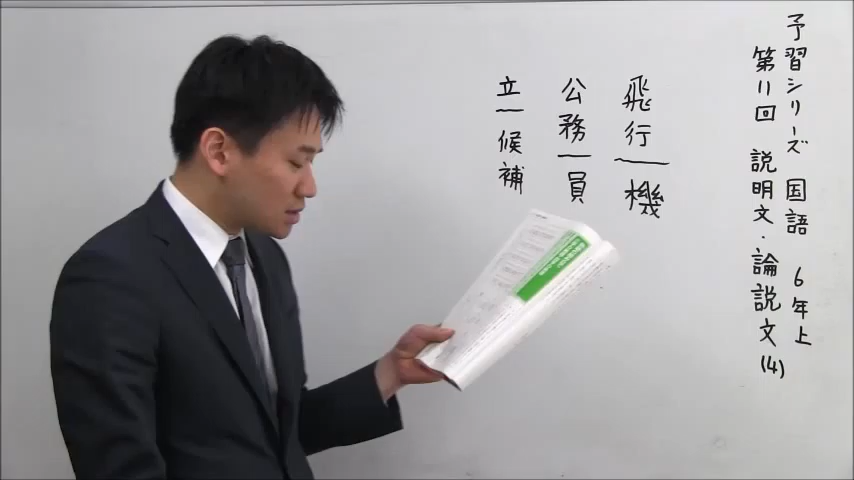 予習シリーズ 国語 6年上
第11回 説明文・論説文(4)
飛行|機
公務|員
立|候補